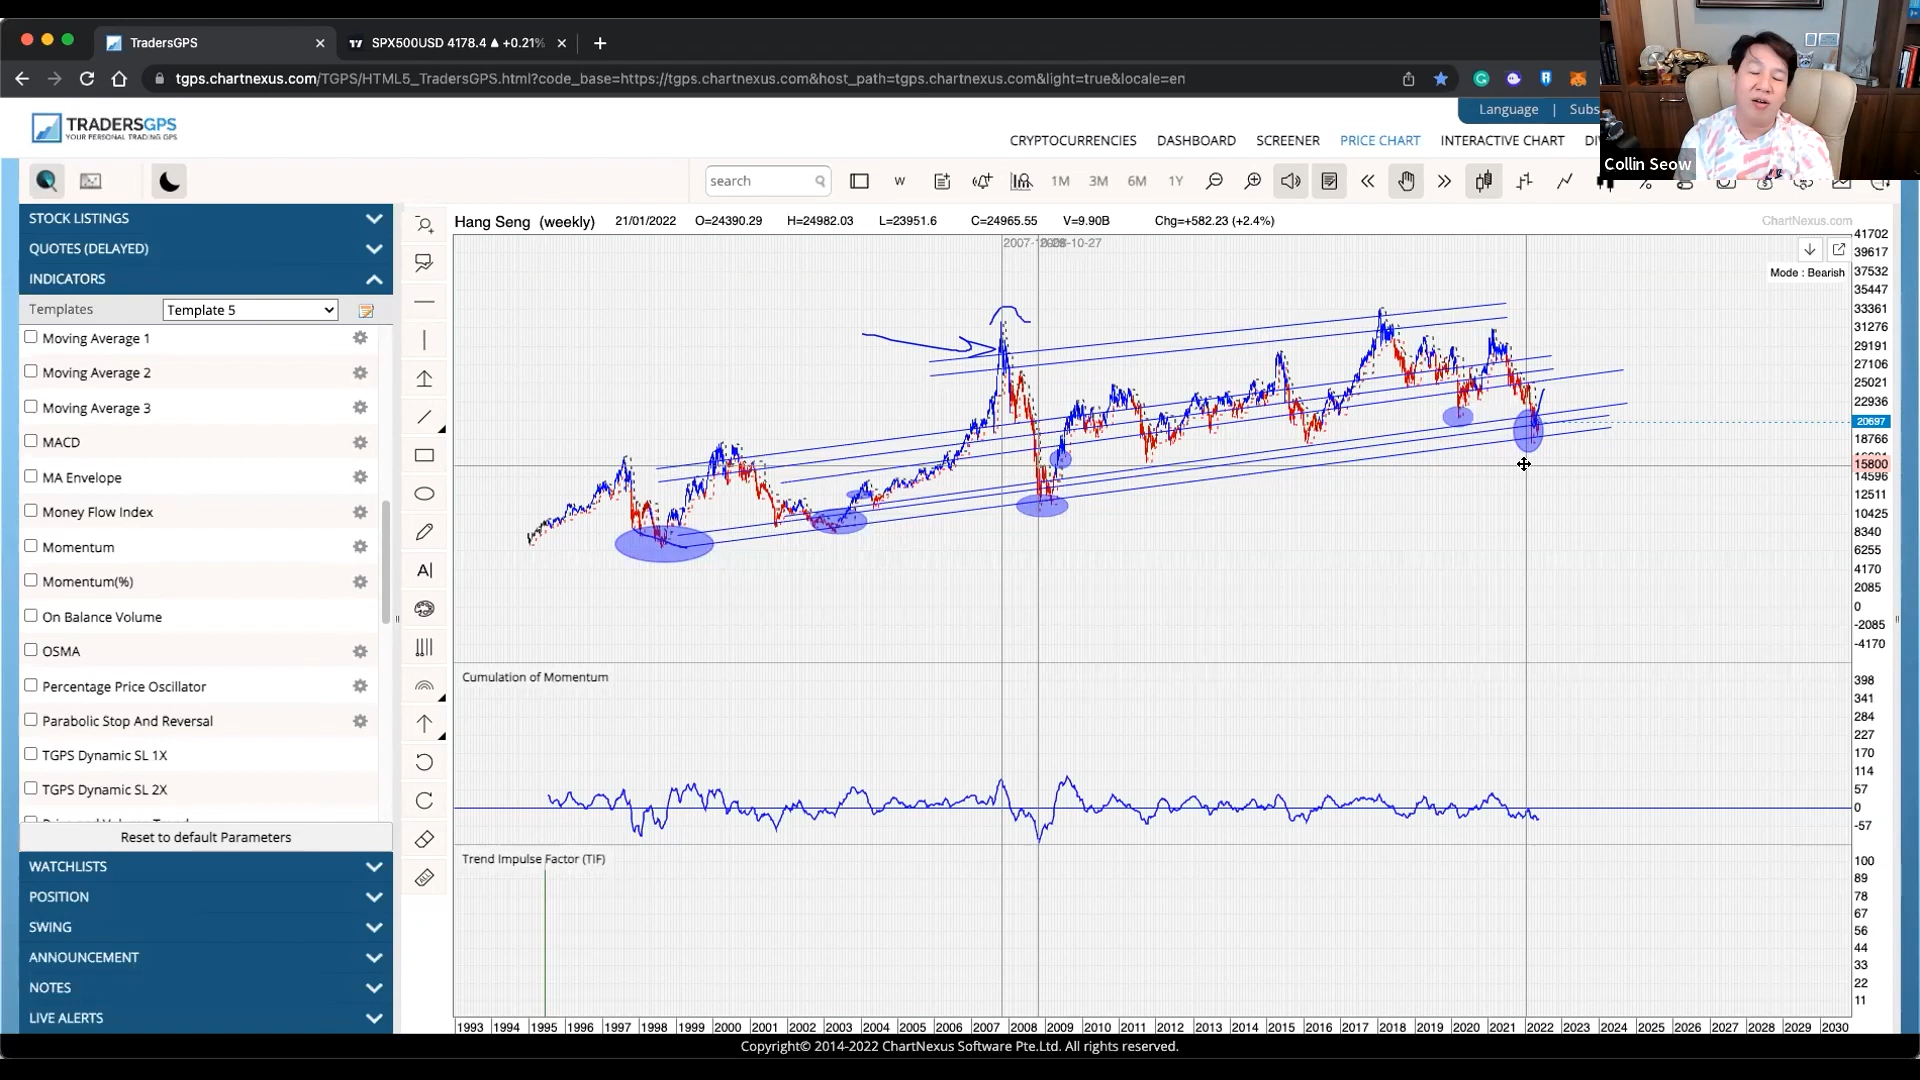 TradersGPS
SPX500USD 4178.4 ▲ +0.21%
tgps.chartnexus.com/TGPS/HTML5_TradersGPS.html?code_base=https://tgps.chartnexus.com&host_path=tgps.chartnexus.com&light=true&locale=en
Language | Subs
TRADERSGPS
YOUR PERSONAL TRADING GPS
CRYPTOCURRENCIES DASHBOARD SCREENER PRICE CHART INTERACTIVE CHART
Collin Seow
search W 1M 3M 6M 1Y
STOCK LISTINGS
QUOTES (DELAYED)
INDICATORS
Templates Template 5
Moving Average 1
Moving Average 2
Moving Average 3
MACD
MA Envelope
Money Flow Index
Momentum
Momentum(%)
On Balance Volume
OSMA
Percentage Price Oscillator
Parabolic Stop And Reversal
TGPS Dynamic SL 1X
TGPS Dynamic SL 2X
Reset to default Parameters
WATCHLISTS
POSITION
SWING
ANNOUNCEMENT
NOTES
LIVE ALERTS
A|
ALL
Hang Seng (weekly) 21/01/2022 O=24390.29 H=24982.03 L=23951.6 C=24965.55 V=9.90B Chg=+582.23 (+2.4%)
ChartNexus.com
Mode : Bearish
41702
39617
37532
35447
33361
31276
29191
27106
25021
22936
20697
18766
15800
14596
12511
10425
8340
6255
4170
2085
0
-2085
-4170
Cumulation of Momentum
398
341
284
227
170
114
57
0
-57
Trend Impulse Factor (TIF)
100
89
78
67
56
44
33
22
11
1993 1994 1995 1996 1997 1998 1999 2000 2001 2002 2003 2004 2005 2006 2007 2008 2009 2010 2011 2012 2013 2014 2015 2016 2017 2018 2019 2020 2021 2022 2023 2024 2025 2026 2027 2028 2029 2030
Copyright© 2014-2022 ChartNexus Software Pte.Ltd. All rights reserved.